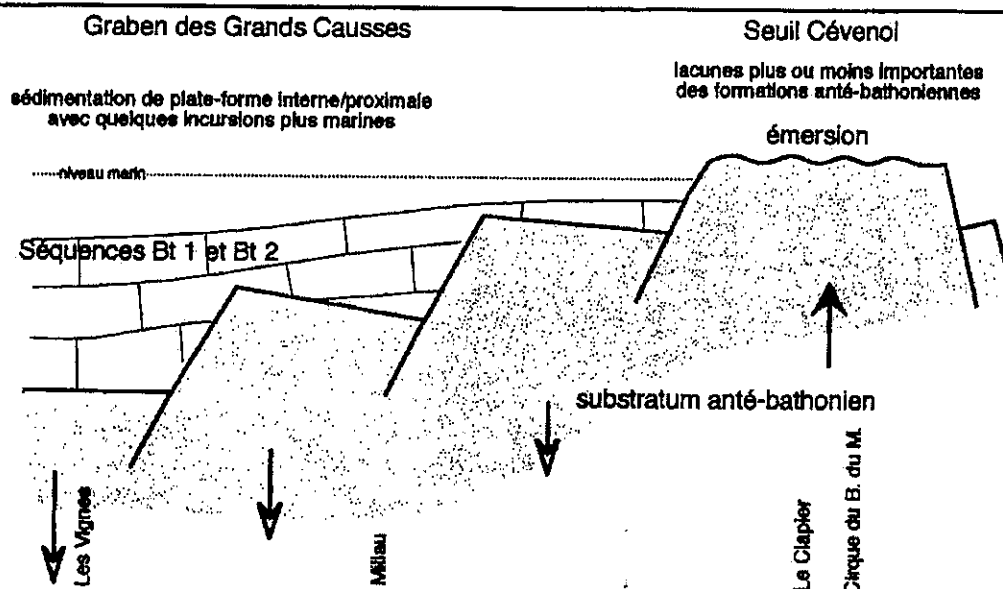 Graben des Grands Causses
Seuil Cévenol
sédimentation de plate-forme interne/proximale
avec quelques incursions plus marines
lacunes plus ou moins importantes
des formations anté-bathoniennes
émersion
niveau marin
Séquences Bt 1 et Bt 2
substratum anté-bathonien
Les Vignes
Millau
Le Clapier
Cirque du B. du M.